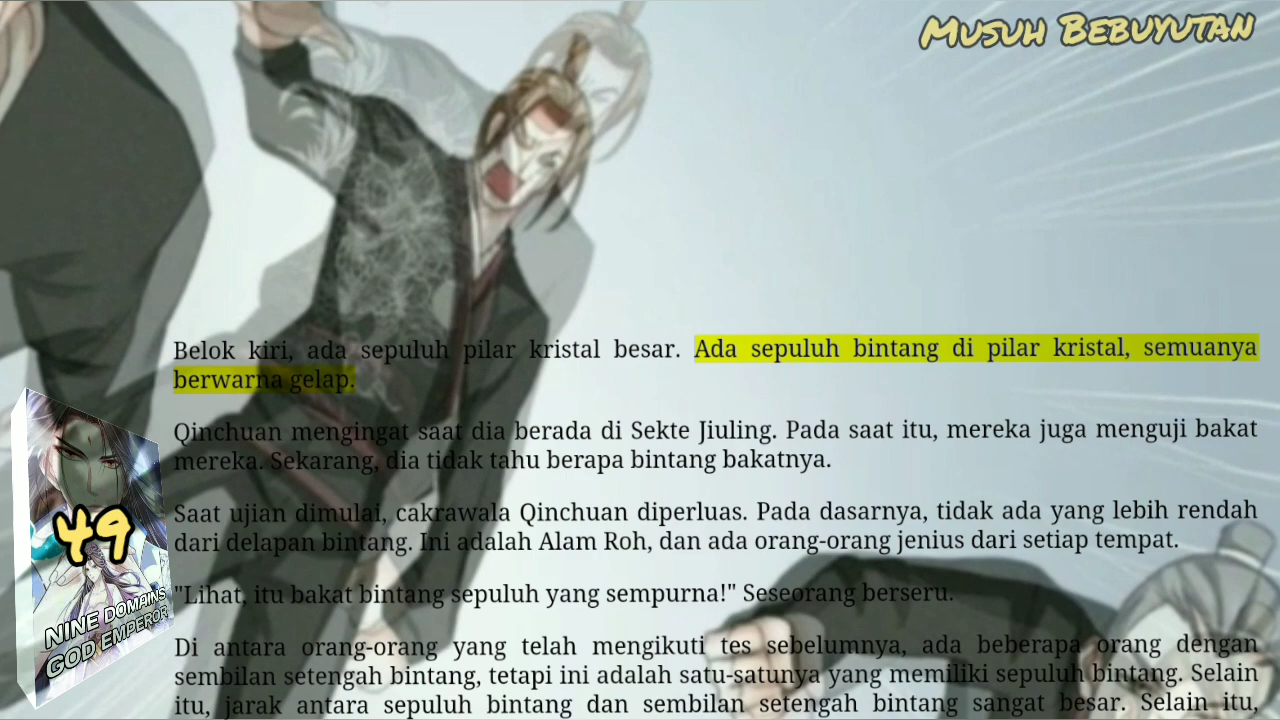 Musuh Bebuyutan
Belok kiri, ada sepuluh pilar kristal besar. Ada sepuluh bintang di pilar kristal, semuanya
berwarna gelap.
Qinchuan mengingat saat dia berada di Sekte Jiuling. Pada saat itu, mereka juga menguji bakat
mereka. Sekarang, dia tidak tahu berapa bintang bakatnya.
Saat ujian dimulai, cakrawala Qinchuan diperluas. Pada dasarnya, tidak ada yang lebih rendah
dari delapan bintang. Ini adalah Alam Roh, dan ada orang-orang jenius dari setiap tempat.
"Lihat, itu bakat bintang sepuluh yang sempurna!" Seseorang berseru.
Di antara orang-orang yang telah mengikuti tes sebelumnya, ada beberapa orang dengan
sembilan setengah bintang, tetapi ini adalah satu-satunya yang memiliki sepuluh bintang. Selain
itu, jarak antara sepuluh bintang dan sembilan setengah bintang sangat besar. Selain itu,
49
NINE DOMAINS
GOD EMPEROR